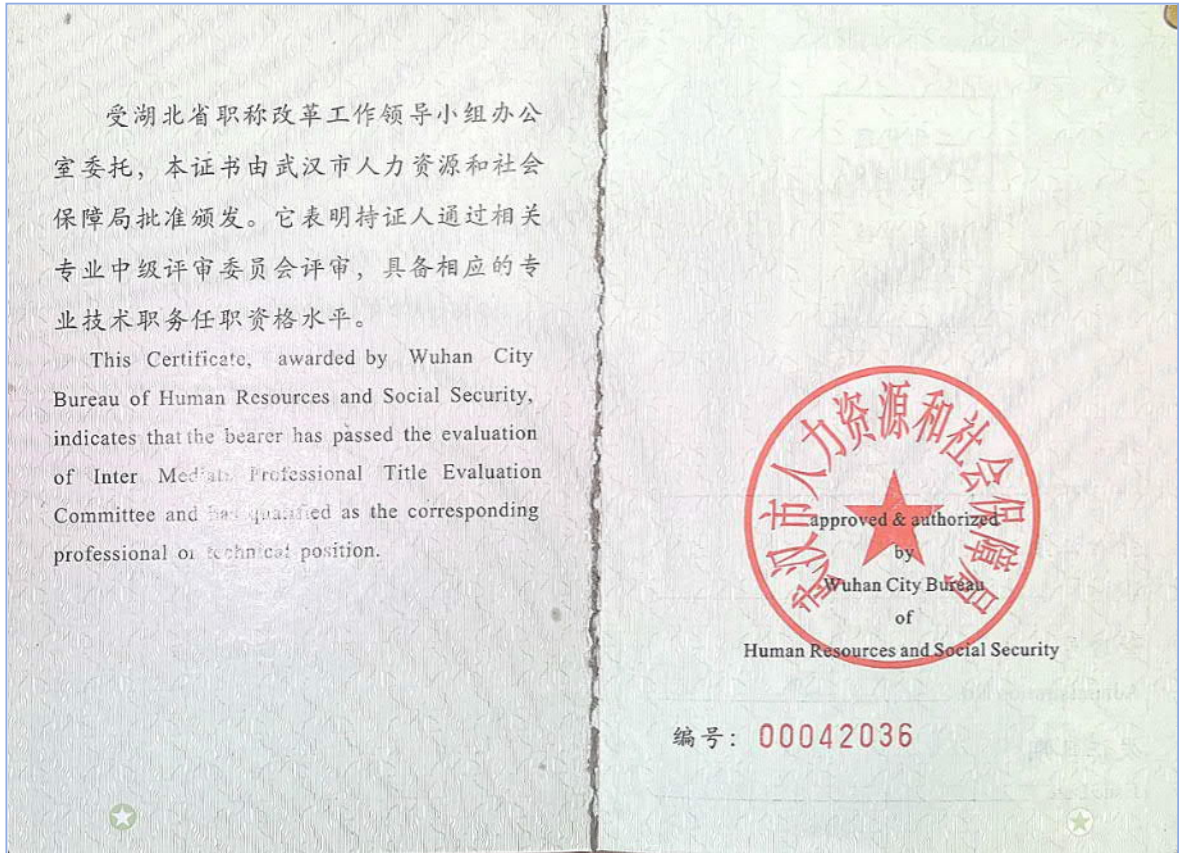 受湖北省职称改革工作领导小组办公
室委托，本证书由武汉市人力资源和社会
保障局批准颁发。它表明持证人通过相关
专业中级评审委员会评审，具备相应的专
业技术职务任职资格水平。
This Certificate, awarded by Wuhan City
Bureau of Human Resources and Social Security,
indicates that the bearer has passed the evaluation
of Inter Mediate Professional Title Evaluation
Committee and has qualified as the corresponding
professional or technical position.
武汉市人力资源和社会保障局
approved & authorized
by
Wuhan City Bureau
of
Human Resources and Social Security
编号：00042036